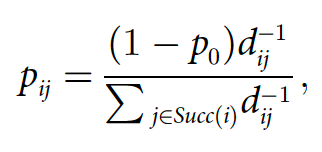 p_{ij} = \frac{(1 - p_0)d_{ij}^{-1}}{\sum_{j \in Succ(i)} d_{ij}^{-1}},